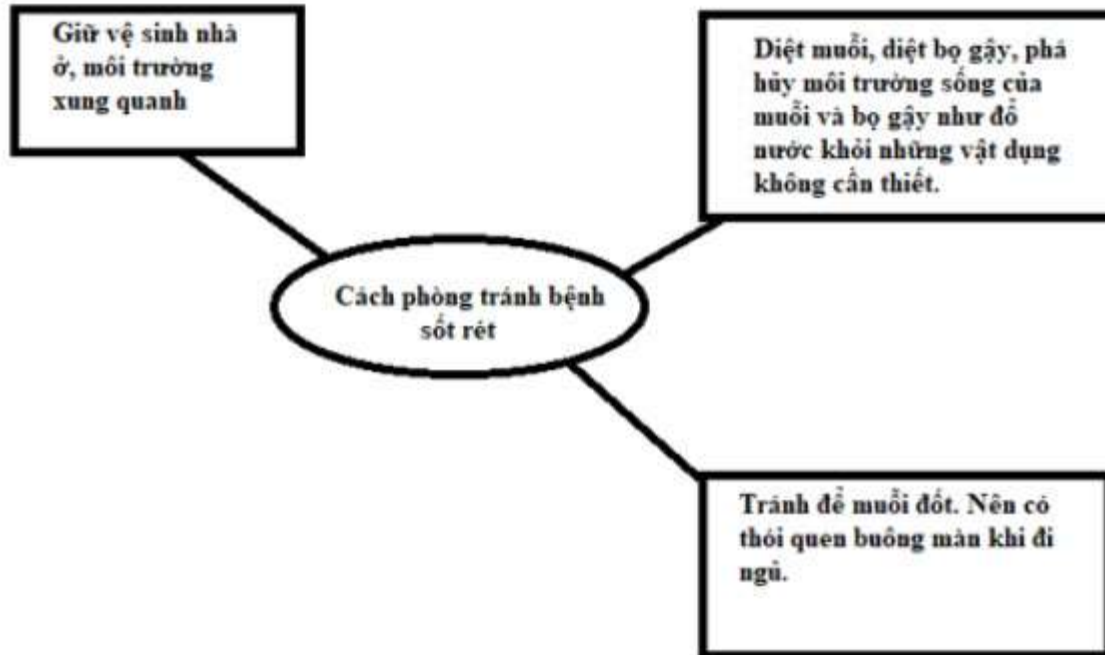 Giữ vệ sinh nhà
ở, môi trường
xung quanh
Diệt muỗi, diệt bọ gậy, phá
hủy môi trường sống của
muỗi và bọ gậy như đổ
nước khỏi những vật dụng
không cần thiết.
Cách phòng tránh bệnh
sốt rét
Tránh để muỗi đốt. Nên có
thói quen buông màn khi đi
ngủ.